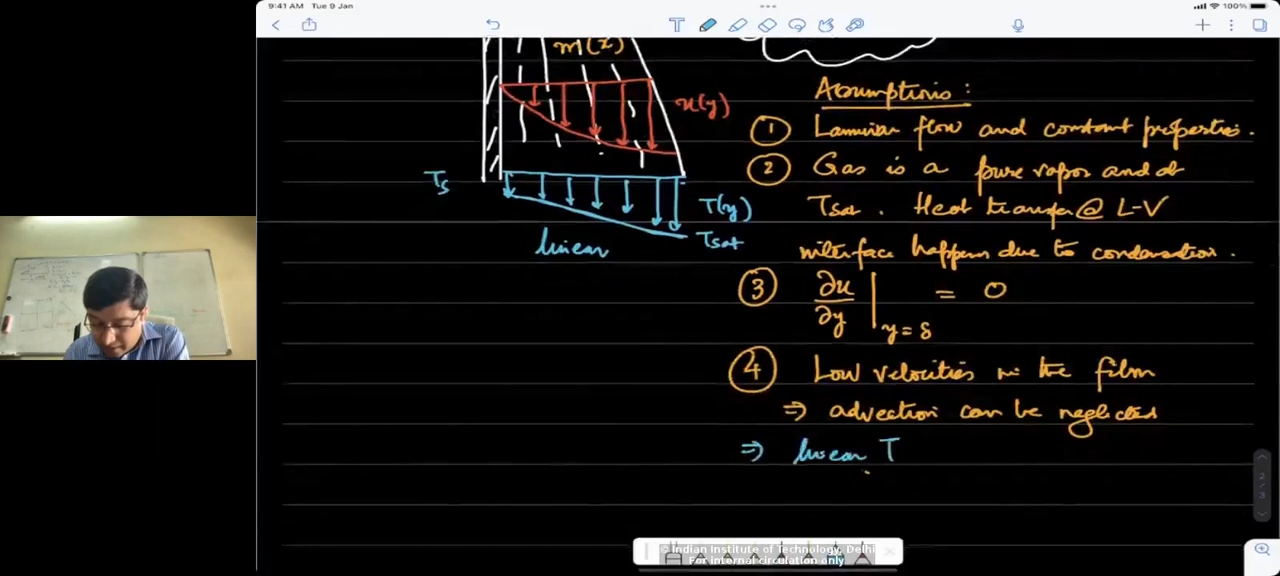 9:41 AM Tue 9 Jan
100%
ṁ(x)
u(y)
Ts
T(y)
Tsat
linear
Assumptions:
① Laminar flow and constant properties.
② Gas is a pure vapor and at
Tsat. Heat transfer @ L-V
interface happens due to condensation.
③ ∂u/∂y | y=δ = 0
④ Low velocities in the film
⇒ advection can be neglected
⇒ linear T
© Indian Institute of Technology, Delhi
For internal circulation only
2/3